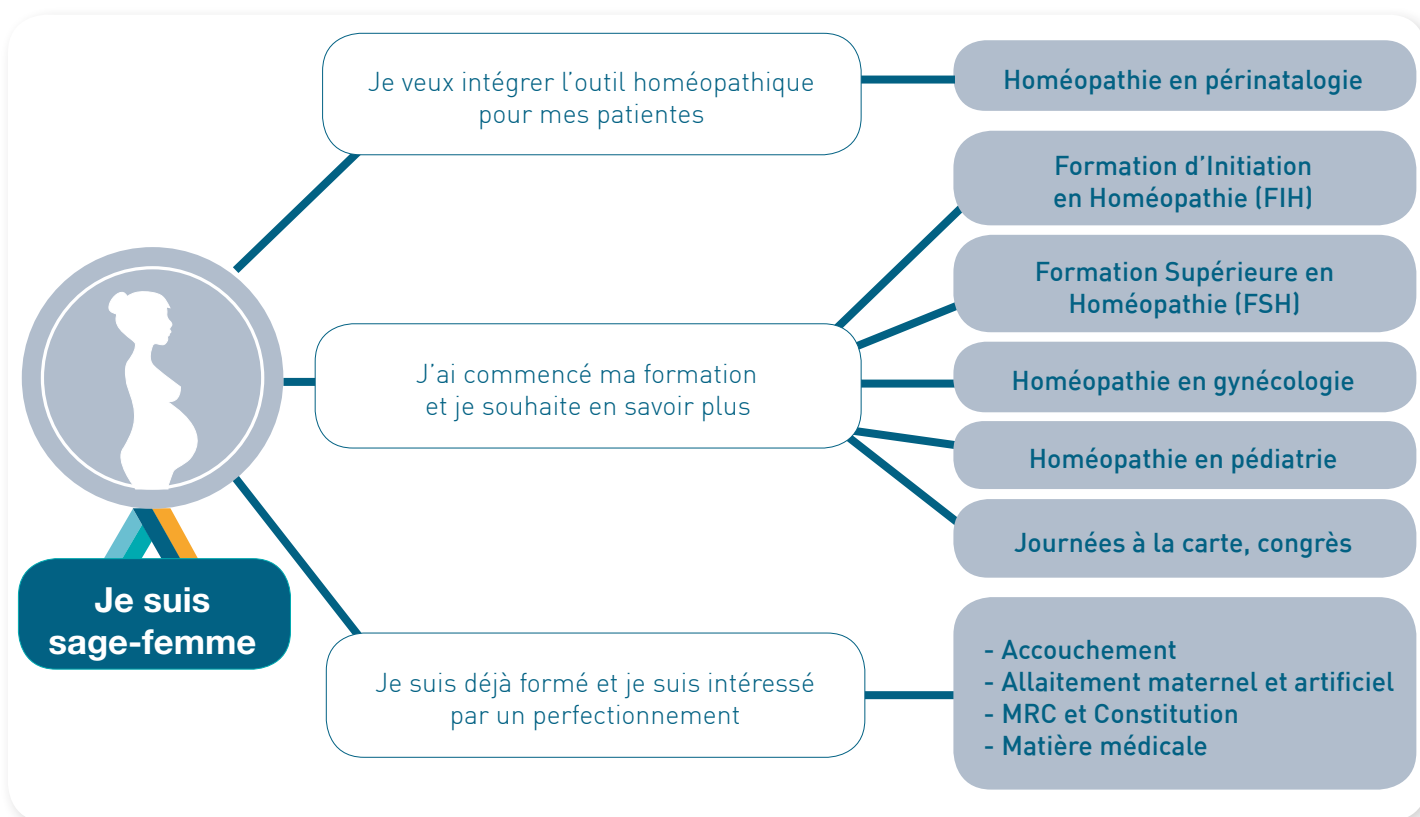 Je veux intégrer l'outil homéopathique
pour mes patientes
Homéopathie en périnatalogie
Formation d'Initiation
en Homéopathie (FIH)
Formation Supérieure en
Homéopathie (FSH)
J'ai commencé ma formation
et je souhaite en savoir plus
Homéopathie en gynécologie
Homéopathie en pédiatrie
Journées à la carte, congrès
Je suis
sage-femme
Je suis déjà formé et je suis intéressé
par un perfectionnement
- Accouchement
- Allaitement maternel et artificiel
- MRC et Constitution
- Matière médicale